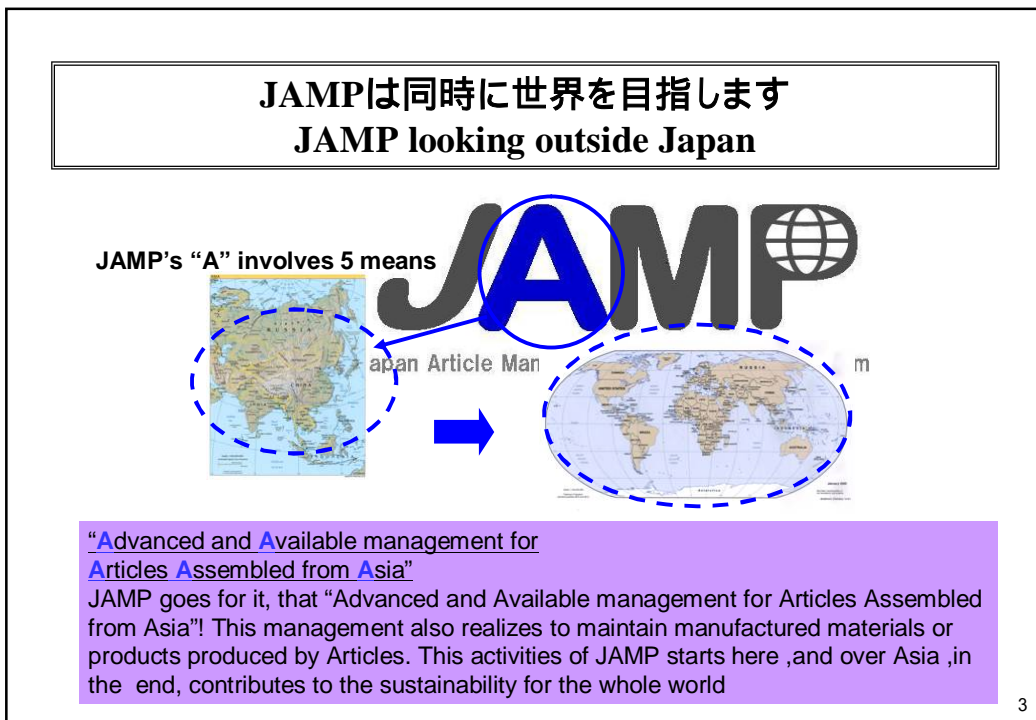 JAMPは同時に世界を目指します
JAMP looking outside Japan
JAMP
JAMP’s “A” involves 5 means
apan Article Man
m
RUSSIA
CHINA
RUSSIA
“Advanced and Available management for
Articles Assembled from Asia”
JAMP goes for it, that “Advanced and Available management for Articles Assembled
from Asia”! This management also realizes to maintain manufactured materials or
products produced by Articles. This activities of JAMP starts here ,and over Asia ,in
the end, contributes to the sustainability for the whole world
3